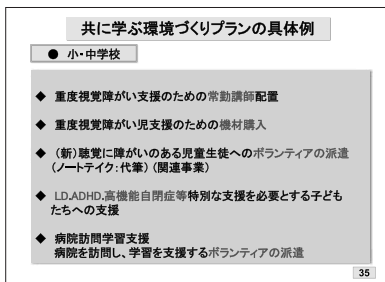 共に学ぶ環境づくりプランの具体例
● 小・中学校
◆ 重度視覚障がい支援のための常勤講師配置
◆ 重度視覚障がい児支援のための機材購入
◆ (新)聴覚に障がいのある児童生徒へのボランティアの派遣
(ノートテイク:代筆)(関連事業)
◆ LD.ADHD.高機能自閉症等特別な支援を必要とする子ども
たちへの支援
◆ 病院訪問学習支援
病院を訪問し、学習を支援するボランティアの派遣
35